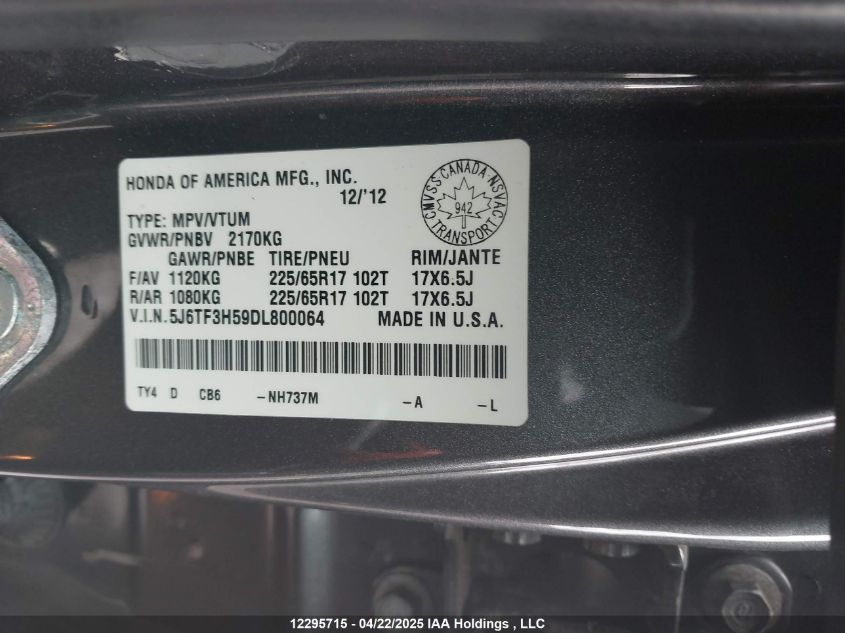 HONDA OF AMERICA MFG., INC.
12/'12
CMVSS CANADA NSVAC
942
TRANSPORT
TYPE: MPV/VTUM
GVWR/PNBV 2170KG
GAWR/PNBE TIRE/PNEU RIM/JANTE
F/AV 1120KG 225/65R17 102T 17X6.5J
R/AR 1080KG 225/65R17 102T 17X6.5J
V.I.N.5J6TF3H59DL800064 MADE IN U.S.A.
TY4 D CB6 -NH737M -A -L
12295715 - 04/22/2025 IAA Holdings , LLC